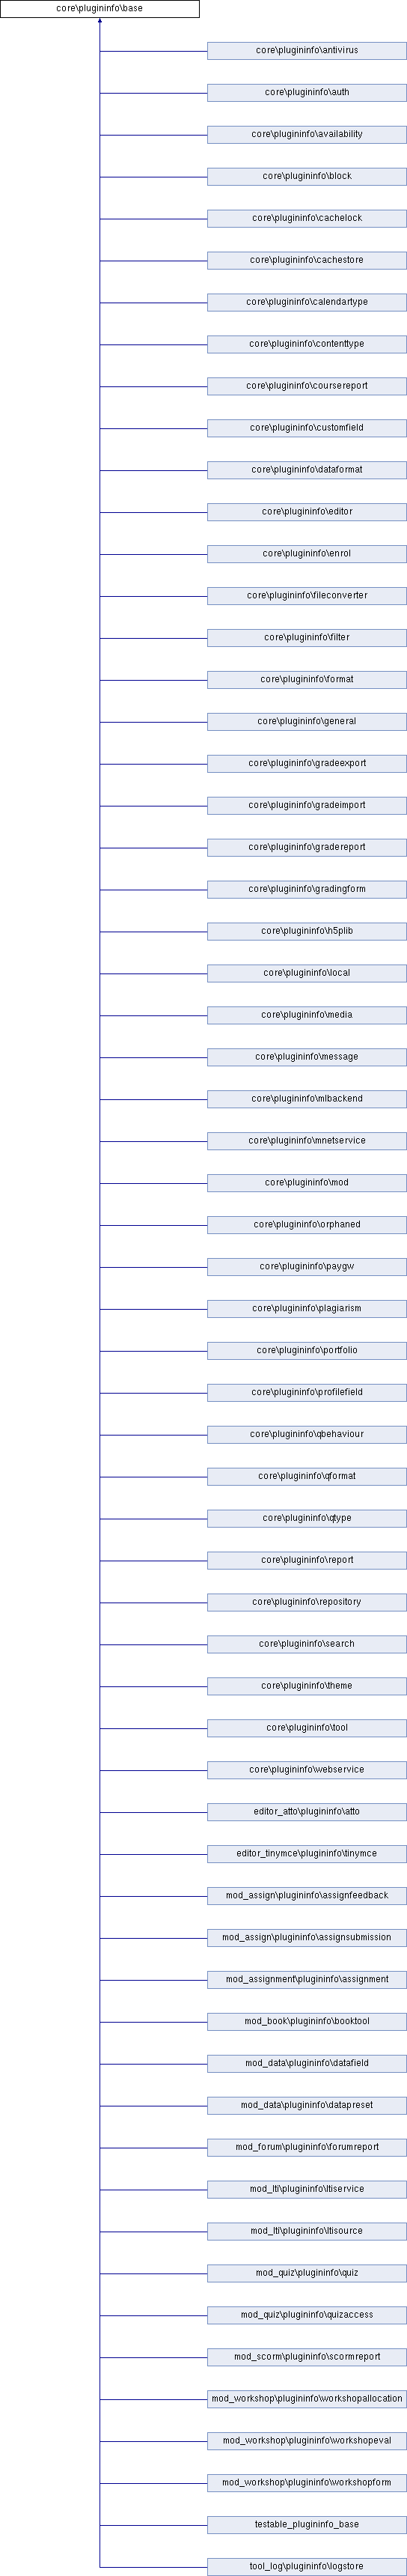 core\plugininfo\base
core\plugininfo\antivirus
core\plugininfo\auth
core\plugininfo\availability
core\plugininfo\block
core\plugininfo\cachelock
core\plugininfo\cachestore
core\plugininfo\calendartype
core\plugininfo\contenttype
core\plugininfo\coursereport
core\plugininfo\customfield
core\plugininfo\dataformat
core\plugininfo\editor
core\plugininfo\enrol
core\plugininfo\fileconverter
core\plugininfo\filter
core\plugininfo\format
core\plugininfo\general
core\plugininfo\gradeexport
core\plugininfo\gradeimport
core\plugininfo\gradereport
core\plugininfo\gradingform
core\plugininfo\h5plib
core\plugininfo\local
core\plugininfo\media
core\plugininfo\message
core\plugininfo\mlbackend
core\plugininfo\mnetservice
core\plugininfo\mod
core\plugininfo\orphaned
core\plugininfo\paygw
core\plugininfo\plagiarism
core\plugininfo\portfolio
core\plugininfo\profilefield
core\plugininfo\qbehaviour
core\plugininfo\qformat
core\plugininfo\qtype
core\plugininfo\report
core\plugininfo\repository
core\plugininfo\search
core\plugininfo\theme
core\plugininfo\tool
core\plugininfo\webservice
editor_atto\plugininfo\atto
editor_tinymce\plugininfo\tinymce
mod_assign\plugininfo\assignfeedback
mod_assign\plugininfo\assignsubmission
mod_assignment\plugininfo\assignment
mod_book\plugininfo\booktool
mod_data\plugininfo\datafield
mod_data\plugininfo\datapreset
mod_forum\plugininfo\forumreport
mod_lti\plugininfo\ltiservice
mod_lti\plugininfo\ltisource
mod_quiz\plugininfo\quiz
mod_quiz\plugininfo\quizaccess
mod_scorm\plugininfo\scormreport
mod_workshop\plugininfo\workshopallocation
mod_workshop\plugininfo\workshopeval
mod_workshop\plugininfo\workshopform
testable_plugininfo_base
tool_log\plugininfo\logstore